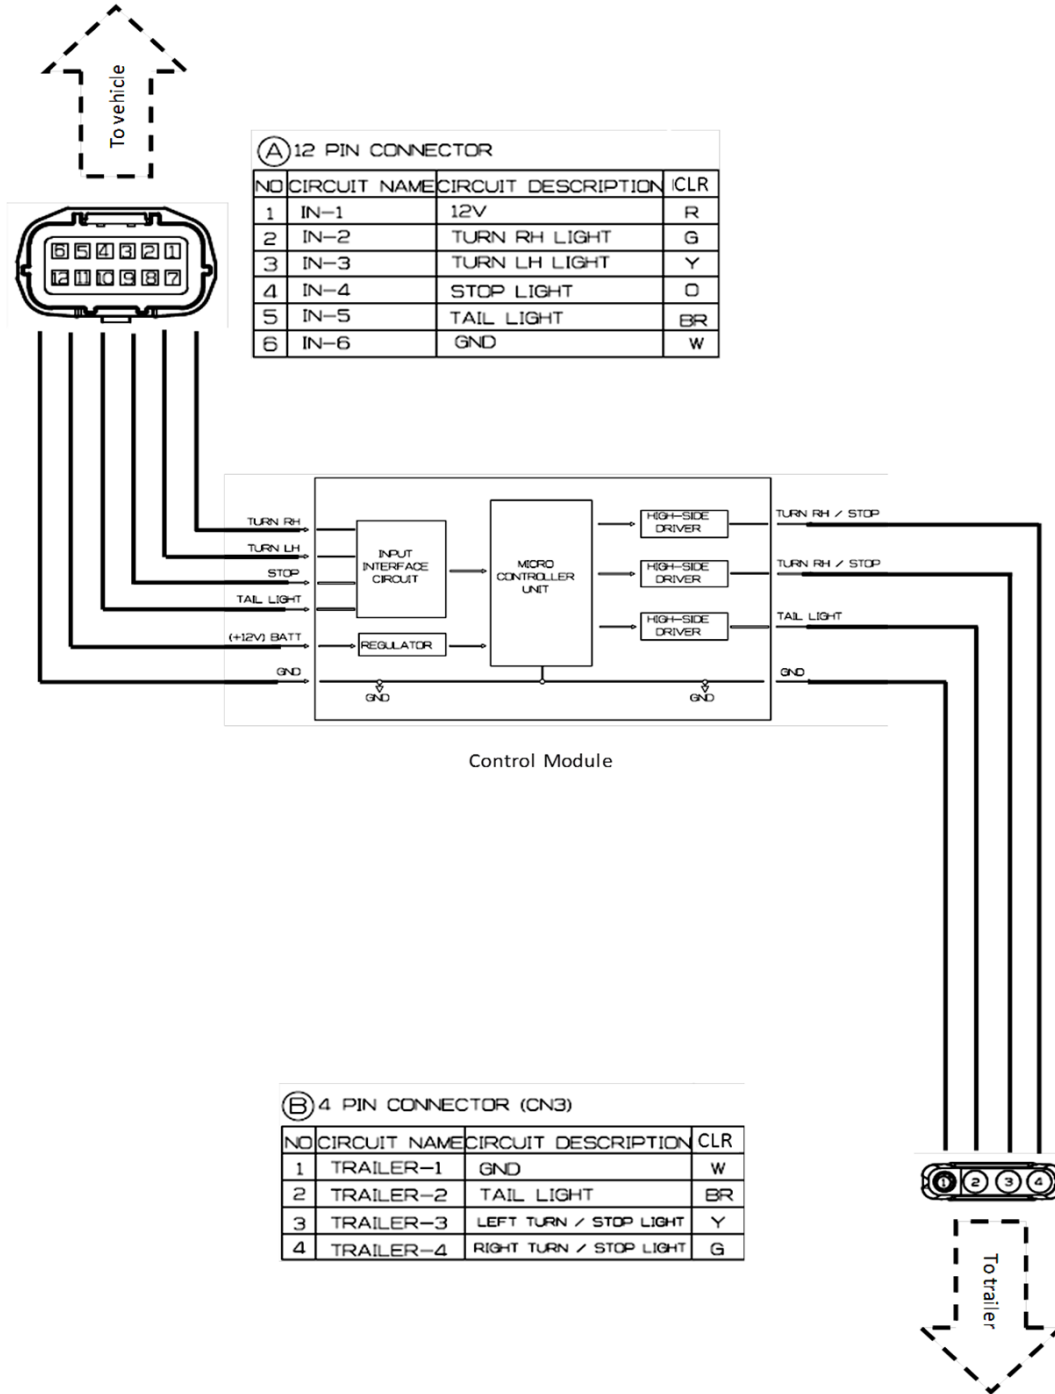 To vehicle
A 12 PIN CONNECTOR
NO CIRCUIT NAME CIRCUIT DESCRIPTION CLR
1 IN-1 12V R
2 IN-2 TURN RH LIGHT G
3 IN-3 TURN LH LIGHT Y
4 IN-4 STOP LIGHT O
5 IN-5 TAIL LIGHT BR
6 IN-6 GND W
6 5 4 3 2 1
12 11 10 9 8 7
TURN RH
TURN LH
STOP
TAIL LIGHT
(+12V) BATT
GND
INPUT
INTERFACE
CIRCUIT
REGULATOR
MICRO
CONTROLLER
UNIT
HIGH-SIDE
DRIVER
HIGH-SIDE
DRIVER
HIGH-SIDE
DRIVER
GND
GND
TURN RH / STOP
TURN RH / STOP
TAIL LIGHT
GND
Control Module
B 4 PIN CONNECTOR (CN3)
NO CIRCUIT NAME CIRCUIT DESCRIPTION CLR
1 TRAILER-1 GND W
2 TRAILER-2 TAIL LIGHT BR
3 TRAILER-3 LEFT TURN / STOP LIGHT Y
4 TRAILER-4 RIGHT TURN / STOP LIGHT G
1 2 3 4
To trailer